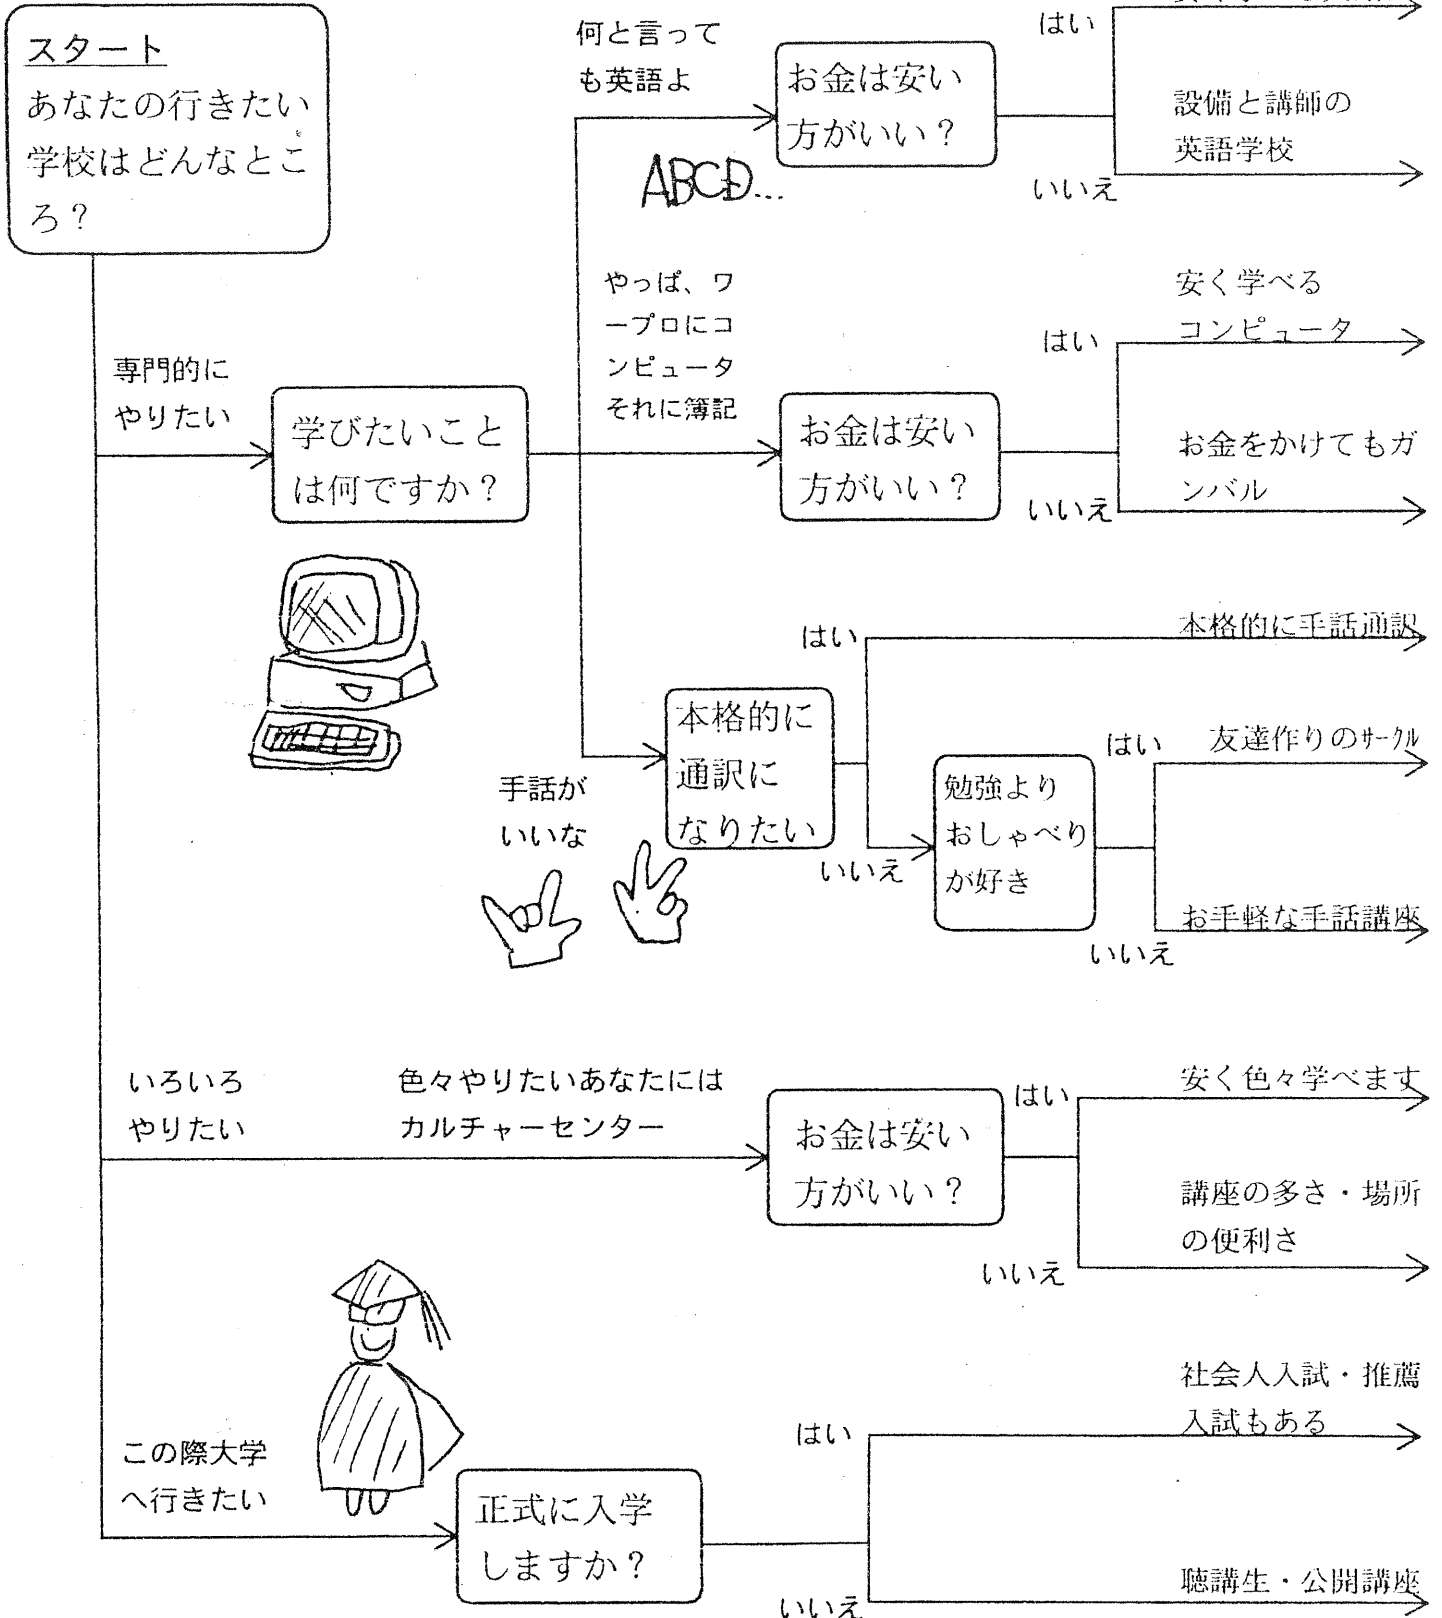 スタート
あなたの行きたい
学校はどんなとこ
ろ？
何と言って
も英語よ
お金は安い
方がいい？
はい
いいえ
設備と講師の
英語学校
ABCD...
専門的に
やりたい
学びたいこと
は何ですか？
やっぱ、ワ
ープロにコ
ンピュータ
それに簿記
お金は安い
方がいい？
はい
安く学べる
コンピュータ
いいえ
お金をかけてもガ
ンバル
手話が
いいな
本格的に
通訳に
なりたい
はい
本格的に手話通訳
いいえ
勉強より
おしゃべり
が好き
はい
友達作りのサークル
いいえ
お手軽な手話講座
いろいろ
やりたい
色々やりたいあなたには
カルチャーセンター
お金は安い
方がいい？
はい
安く色々学べます
いいえ
講座の多さ・場所
の便利さ
この際大学
へ行きたい
正式に入学
しますか？
はい
社会人入試・推薦
入試もある
いいえ
聴講生・公開講座